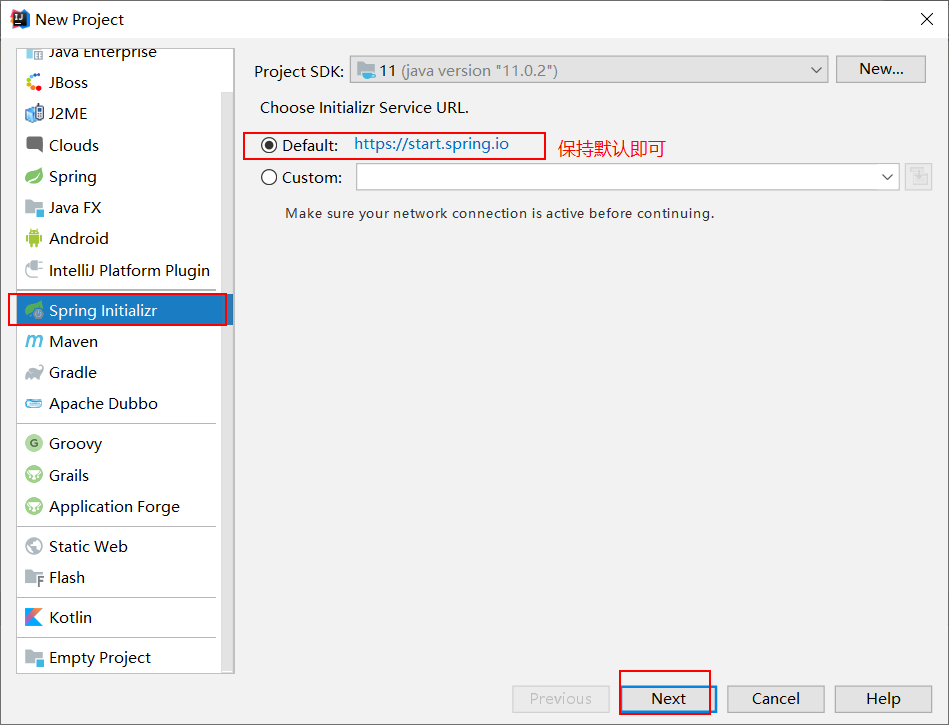 New Project
Java Enterprise
JBoss
J2ME
Clouds
Spring
Java FX
Android
IntelliJ Platform Plugin
Spring Initializr
Maven
Gradle
Apache Dubbo
Groovy
Grails
Application Forge
Static Web
Flash
Kotlin
Empty Project
Project SDK: 11 (java version "11.0.2") New...
Choose Initializr Service URL.
Default: https://start.spring.io 保持默认即可
Custom:
Make sure your network connection is active before continuing.
Previous Next Cancel Help